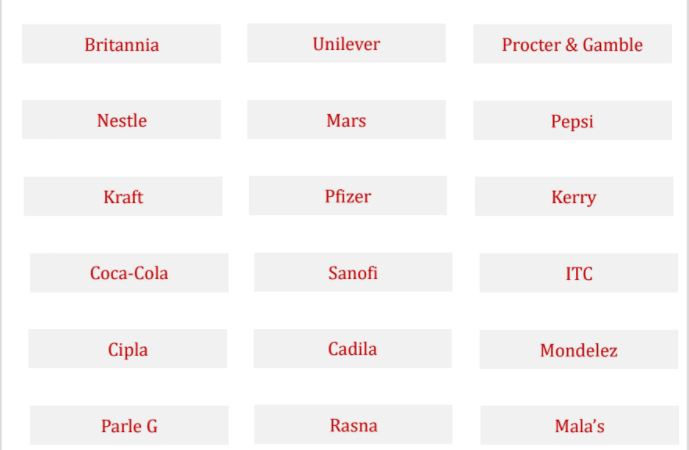 Britannia
Unilever
Procter & Gamble
Nestle
Mars
Pepsi
Kraft
Pfizer
Kerry
Coca-Cola
Sanofi
ITC
Cipla
Cadila
Mondelez
Parle G
Rasna
Mala's